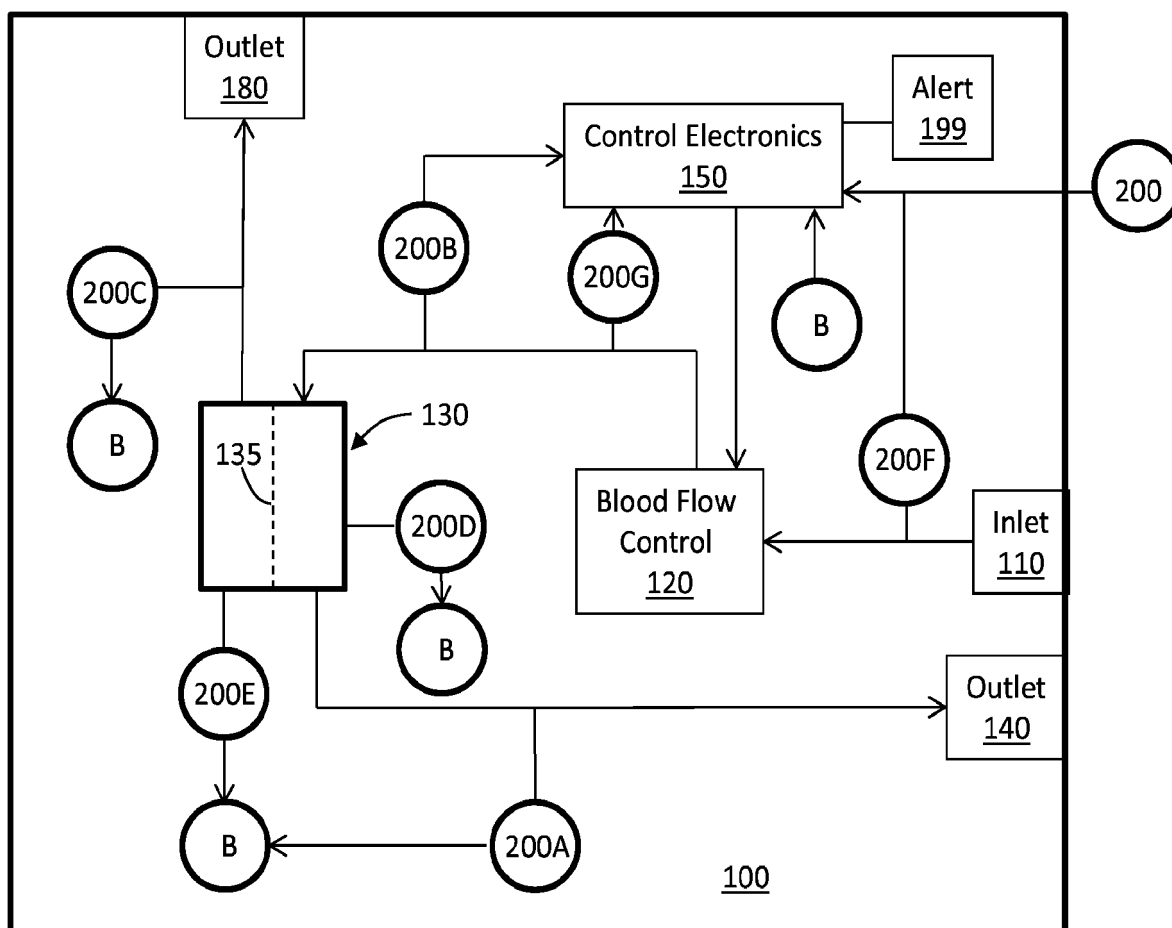 Outlet
180
Alert
199
Control Electronics
150
200
200B
200G
200C
B
B
130
135
200F
Blood Flow
Control
120
Inlet
110
200D
B
200E
Outlet
140
B
200A
100